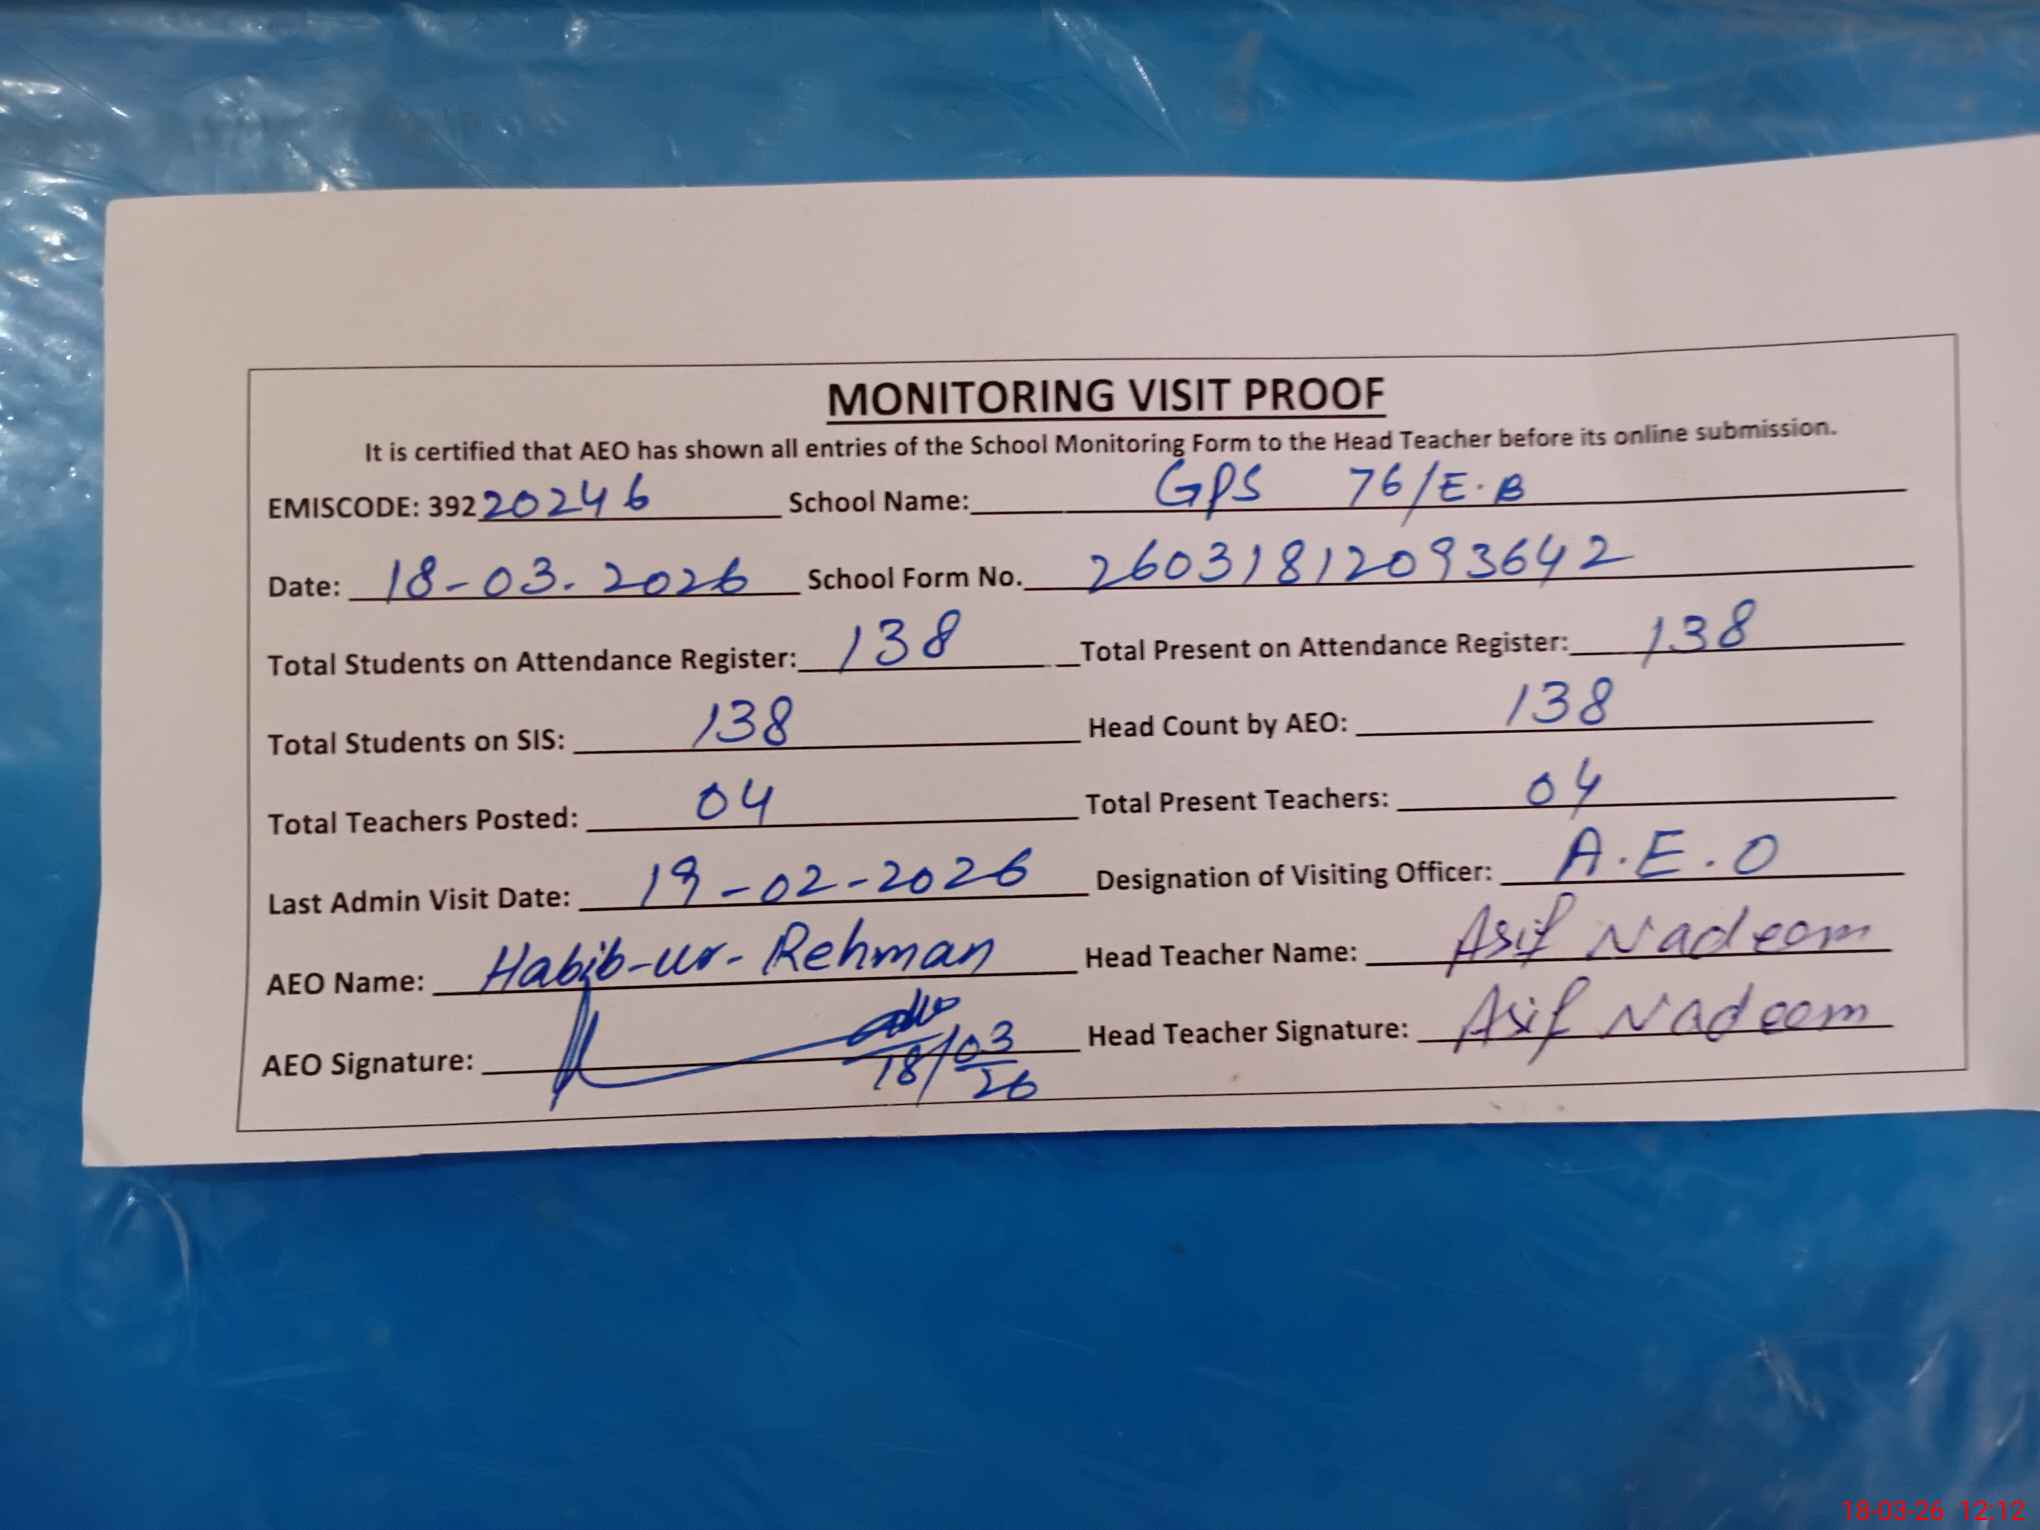 MONITORING VISIT PROOF
It is certified that AEO has shown all entries of the School Monitoring Form to the Head Teacher before its online submission.
EMISCODE: 39220246 School Name: GPS 76/E.B
Date: 18-03-2026 School Form No. 26031812093642
Total Students on Attendance Register: 138 Total Present on Attendance Register: 138
Total Students on SIS: 138 Head Count by AEO: 138
Total Teachers Posted: 04 Total Present Teachers: 04
Last Admin Visit Date: 19-02-2026 Designation of Visiting Officer: A.E.O
AEO Name: Habib-ur-Rehman Head Teacher Name: Asif Nadeem
AEO Signature: 18/03/26 Head Teacher Signature: Asif Nadeem
18-03-26 12:12